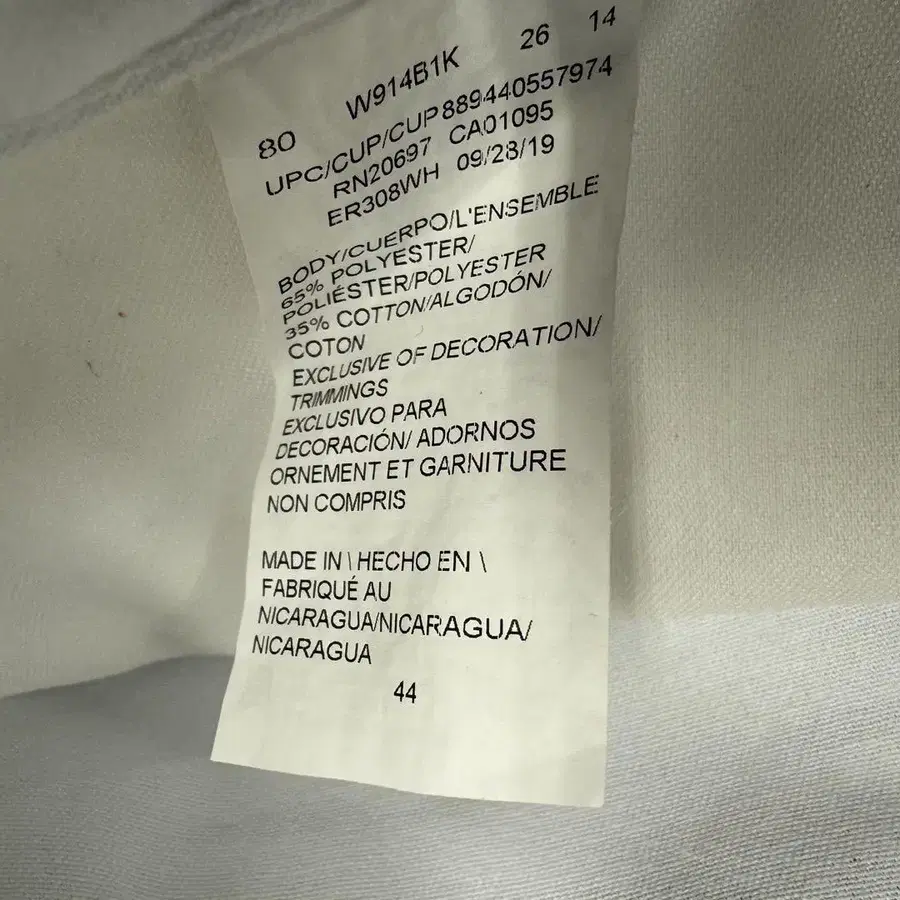 26 14
80 W914B1K
UPC/CUP/CUP 889440557974
RN20697 CA01095
ER308WH 09/28/19
BODY/CUERPO/L'ENSEMBLE
65% POLYESTER/
POLIÉSTER/POLYESTER
35% COTTON/ALGODÓN/
COTON
EXCLUSIVE OF DECORATION/
TRIMMINGS
EXCLUSIVO PARA
DECORACIÓN/ ADORNOS
ORNEMENT ET GARNITURE
NON COMPRIS
MADE IN \ HECHO EN \
FABRIQUÉ AU
NICARAGUA/NICARAGUA/
NICARAGUA
44